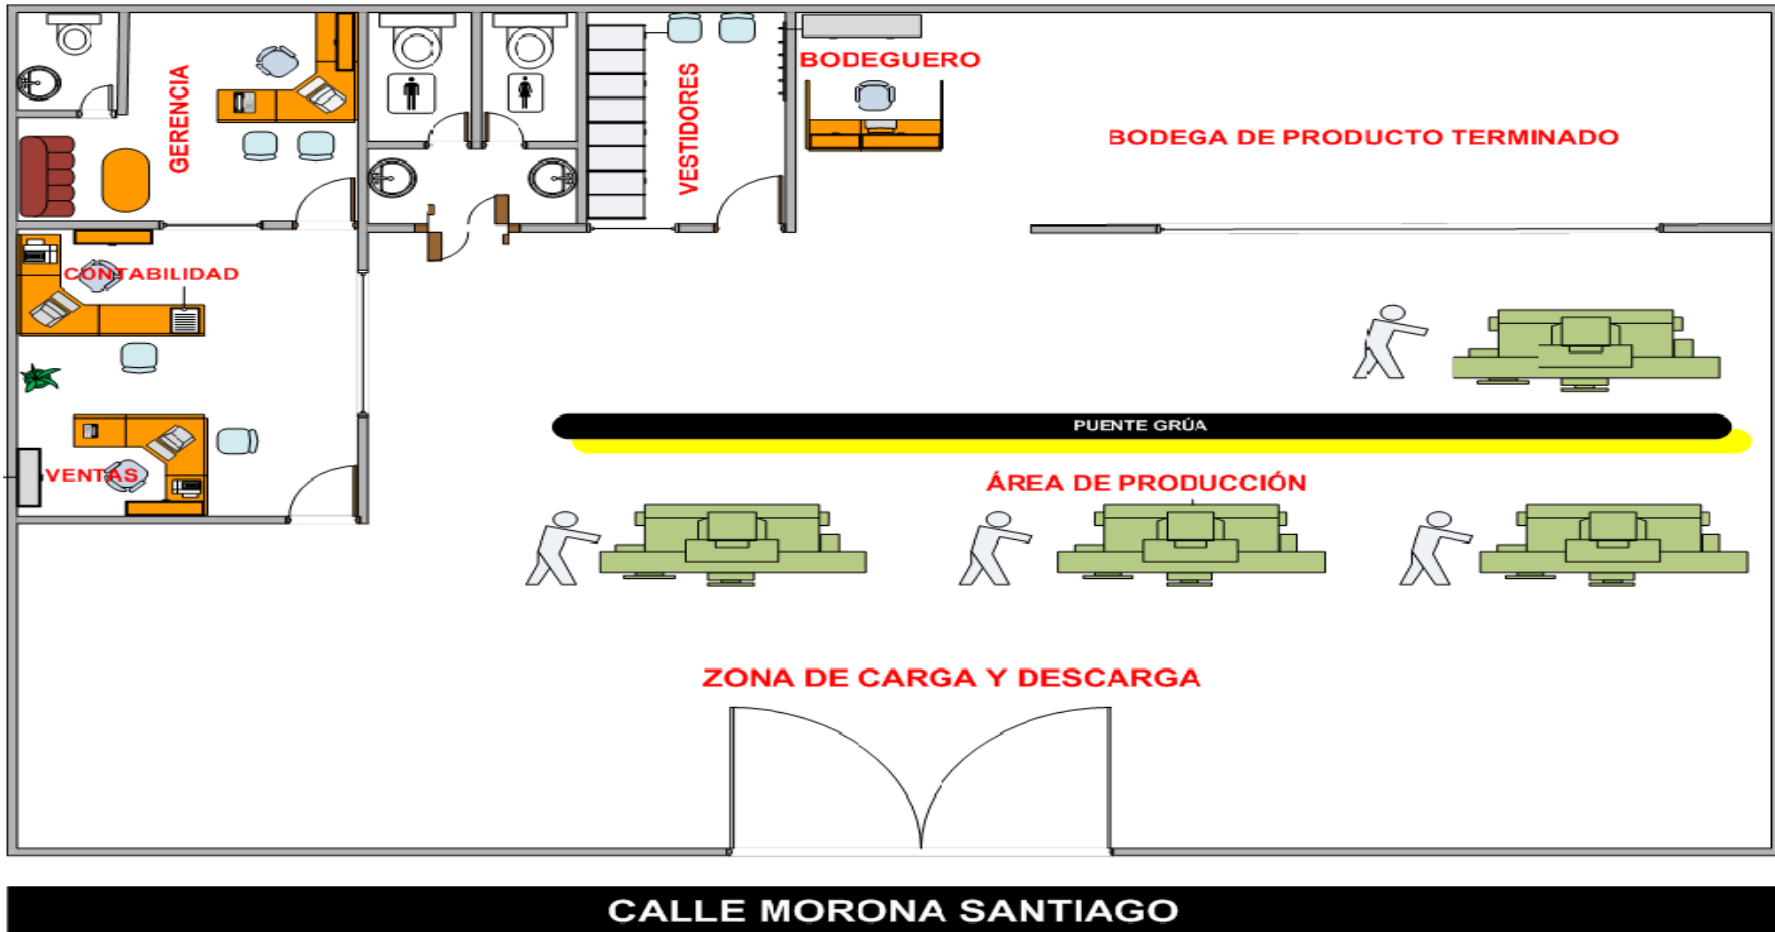 BODEGUERO
GERENCIA
VESTIDORES
BODEGA DE PRODUCTO TERMINADO
CONTABILIDAD
PUENTE GRÚA
VENTAS
ÁREA DE PRODUCCIÓN
ZONA DE CARGA Y DESCARGA
CALLE MORONA SANTIAGO